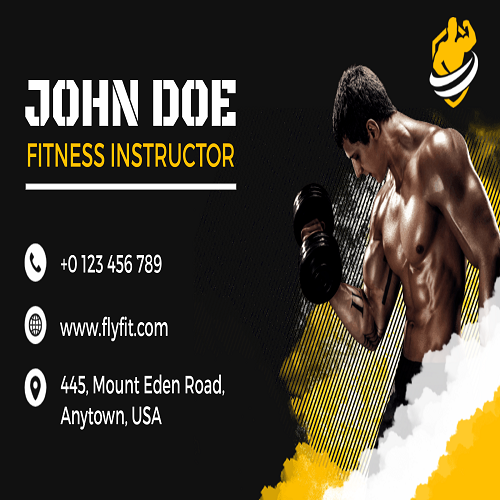 JOHN DOE
FITNESS INSTRUCTOR
+0 123 456 789
www.flyfit.com
445, Mount Eden Road,
Anytown, USA